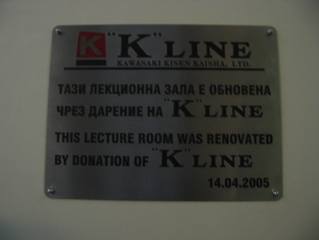 K "K" LINE
KAWASAKI KISEN KAISHA, LTD.
ТАЗИ ЛЕКЦИОННА ЗАЛА Е ОБНОВЕНА
ЧРЕЗ ДАРЕНИЕ НА "K" LINE
THIS LECTURE ROOM WAS RENOVATED
BY DONATION OF "K" LINE
14.04.2005